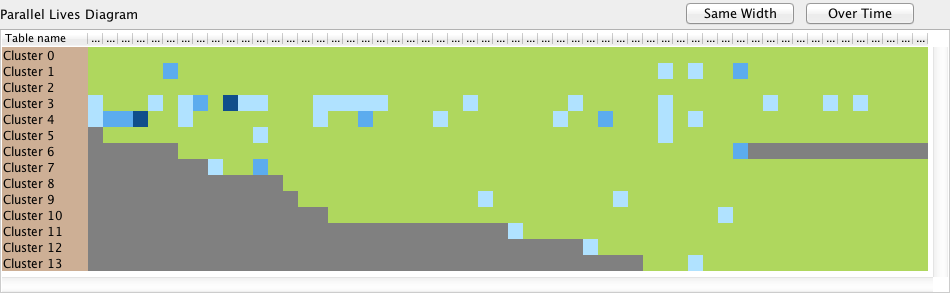 Parallel Lives Diagram Same Width Over Time
Table name ... ... ... ... ... ... ... ... ... ... ... ... ... ... ... ... ... ... ... ... ... ... ... ... ... ... ... ... ... ... ... ... ... ... ... ... ... ... ... ... ... ... ... ... ... ... ... ... ... ... ... ... ... ... ... ...
Cluster 0
Cluster 1
Cluster 2
Cluster 3
Cluster 4
Cluster 5
Cluster 6
Cluster 7
Cluster 8
Cluster 9
Cluster 10
Cluster 11
Cluster 12
Cluster 13